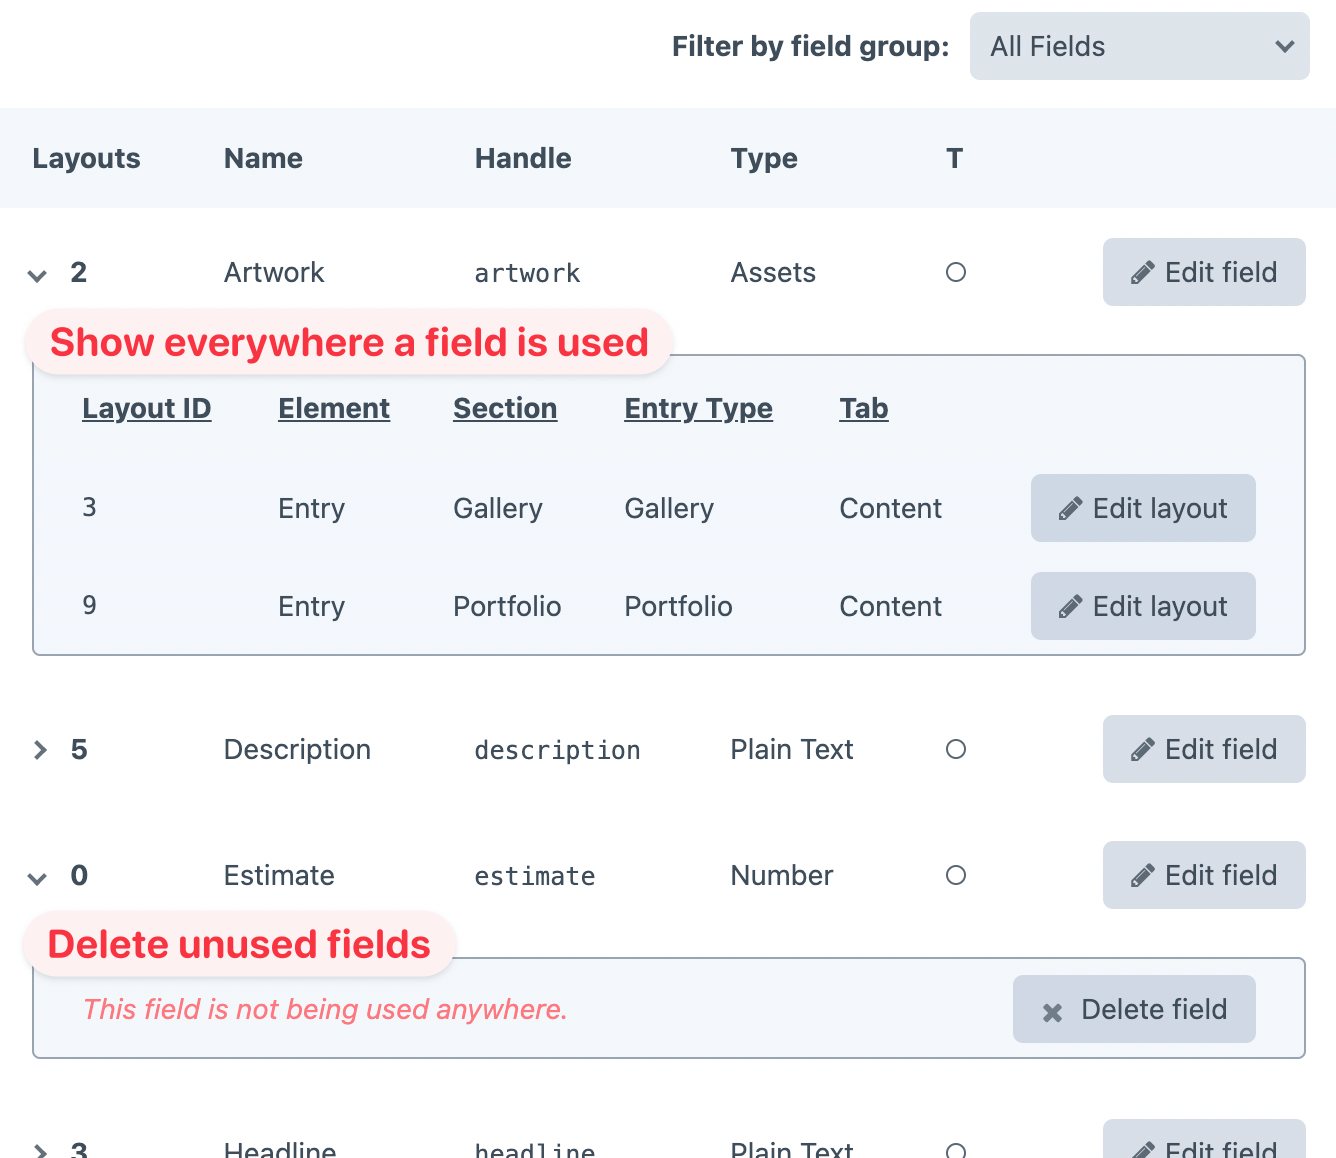 Filter by field group: All Fields
Layouts Name Handle Type T
2 Artwork artwork Assets Edit field
Show everywhere a field is used
Layout ID Element Section Entry Type Tab
3 Entry Gallery Gallery Content Edit layout
9 Entry Portfolio Portfolio Content Edit layout
5 Description description Plain Text Edit field
0 Estimate estimate Number Edit field
Delete unused fields
This field is not being used anywhere. Delete field
3 Headline headline Plain Text Edit field